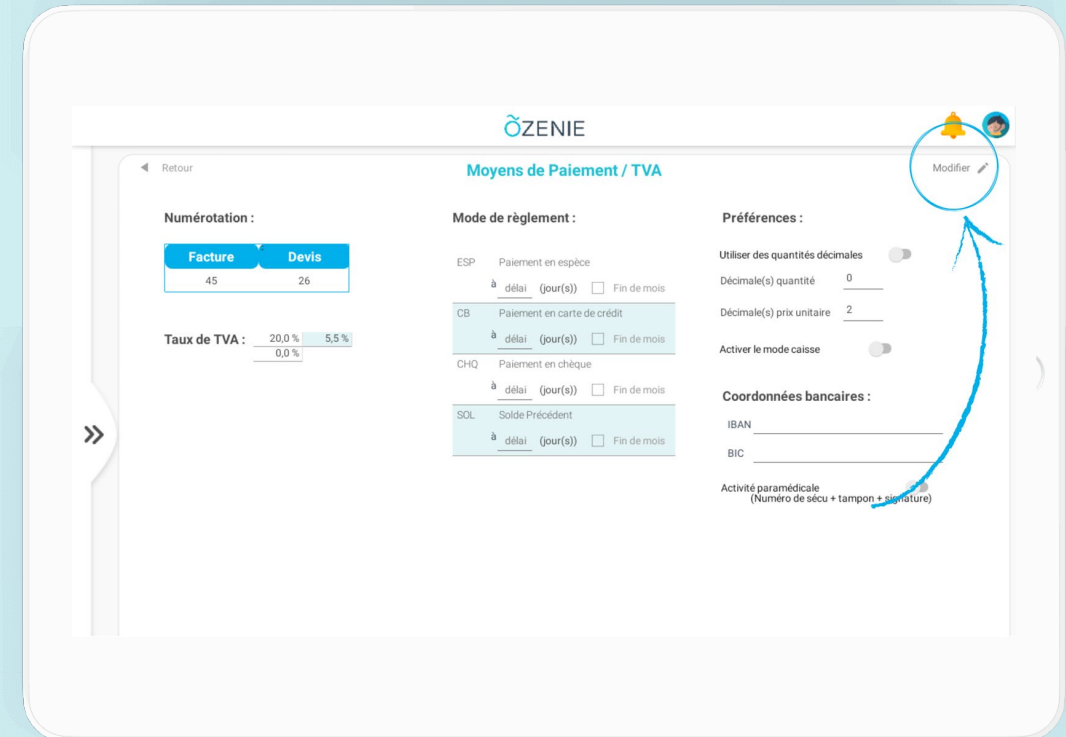 ÕZENIE
Retour
Moyens de Paiement / TVA
Modifier
Numérotation :
Facture Devis
45 26
Taux de TVA : 20,0 % 5,5 %
0,0 %
Mode de règlement :
ESP Paiement en espèce
à délai (jour(s)) Fin de mois
CB Paiement en carte de crédit
à délai (jour(s)) Fin de mois
CHQ Paiement en chèque
à délai (jour(s)) Fin de mois
SOL Solde Précédent
à délai (jour(s)) Fin de mois
Préférences :
Utiliser des quantités décimales
Décimale(s) quantité 0
Décimale(s) prix unitaire 2
Activer le mode caisse
Coordonnées bancaires :
IBAN
BIC
Activité paramédicale
(Numéro de sécu + tampon + signature)